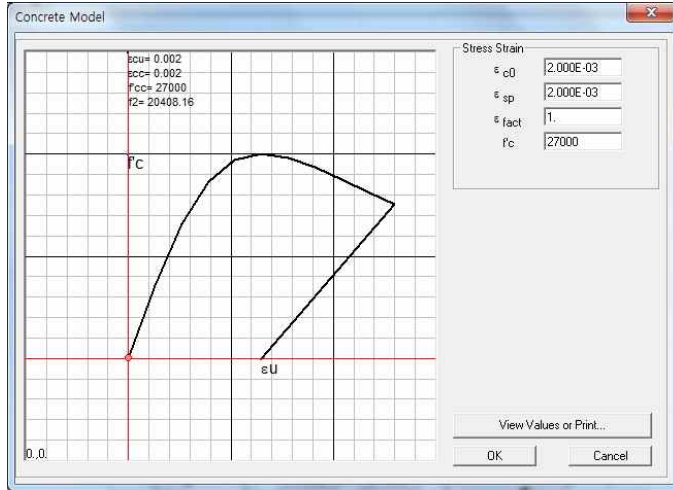 Concrete Model
εcu= 0.002
εcc= 0.002
f'cc= 27000
f2= 20408.16
f'c
εu
0.,0.
Stress Strain
ε c0 2.000E-03
ε sp 2.000E-03
ε fact 1.
f'c 27000
View Values or Print...
OK Cancel